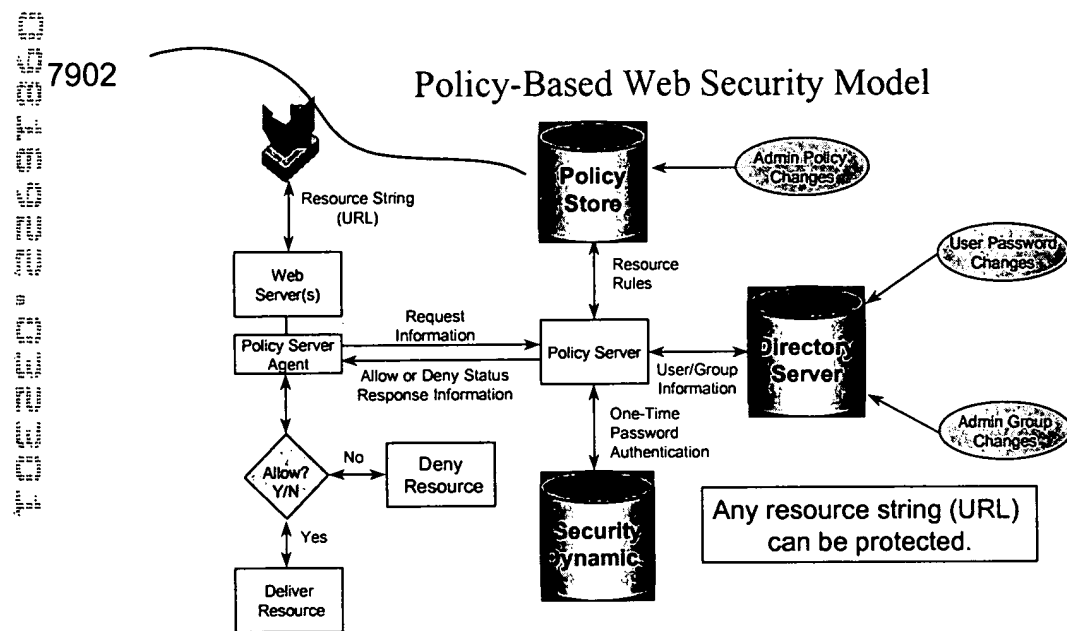 7902
Policy-Based Web Security Model
Resource String
(URL)
Policy
Store
Admin Policy
Changes
Web
Server(s)
Resource
Rules
User Password
Changes
Request
Information
Policy Server
Agent
Policy Server
Allow or Deny Status
Response Information
User/Group
Information
Directory
Server
One-Time
Password
Authentication
Admin Group
Changes
Allow?
Y/N
No
Deny
Resource
Yes
Security
Dynamic
Any resource string (URL)
can be protected.
Deliver
Resource